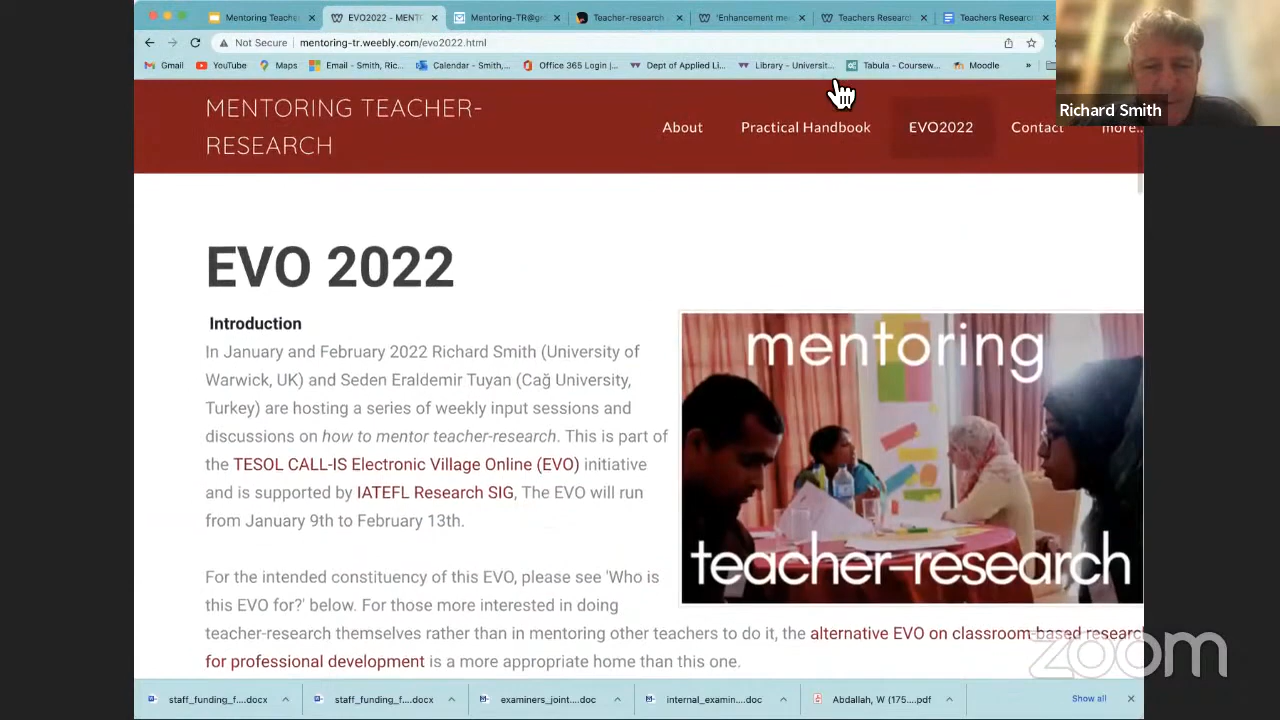 Mentoring Teache
EVO2022 - MENT
Mentoring-TR@g
Teacher-research
'Enhancement me
Teachers Researc
Teachers Resear
Not Secure
mentoring-tr.weebly.com/evo2022.html
Gmail
YouTube
Maps
Email - Smith, Ric...
Calendar - Smith,...
Office 365 Login j...
Dept of Applied Li...
Library - Universit...
Tabula - Coursew...
Moodle
»
Richard Smith
MENTORING TEACHER-
RESEARCH
About
Practical Handbook
EVO2022
Contact
more..
EVO 2022
Introduction
In January and February 2022 Richard Smith (University of
Warwick, UK) and Seden Eraldemir Tuyan (Cağ University,
Turkey) are hosting a series of weekly input sessions and
discussions on how to mentor teacher-research. This is part of
the TESOL CALL-IS Electronic Village Online (EVO) initiative
and is supported by IATEFL Research SIG, The EVO will run
from January 9th to February 13th.
mentoring
teacher-research
For the intended constituency of this EVO, please see 'Who is
this EVO for?' below. For those more interested in doing
teacher-research themselves rather than in mentoring other teachers to do it, the alternative EVO on classroom-based research
for professional development is a more appropriate home than this one.
zoom
staff_funding_f....docx
staff_funding_f....docx
examiners_joint....doc
internal_examin....doc
Abdallah, W (175....pdf
Show all